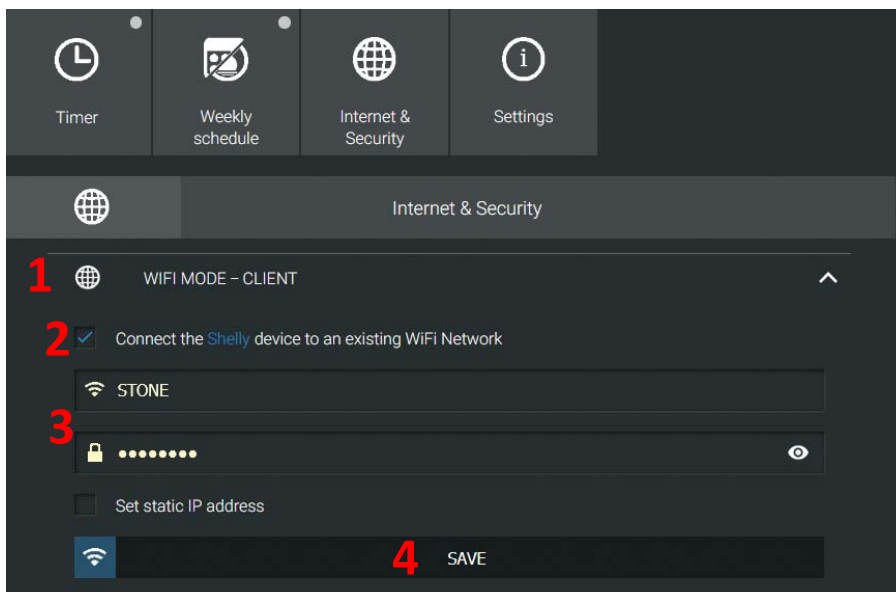 Timer
Weekly
schedule
Internet &
Security
i
Settings
Internet & Security
1 WIFI MODE – CLIENT
2 Connect the Shelly device to an existing WiFi Network
STONE
3
••••••••
Set static IP address
4 SAVE